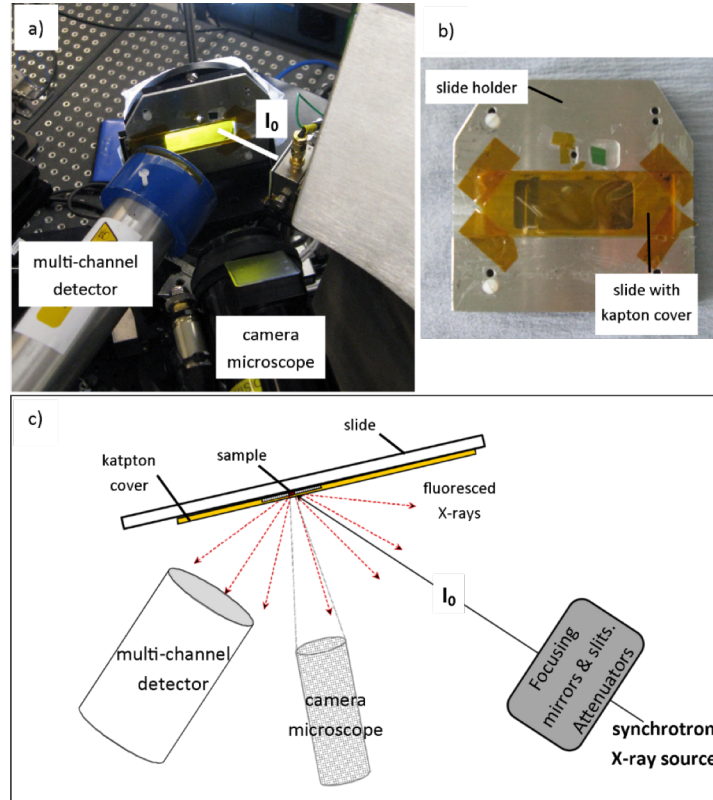 a)
I₀
multi-channel
detector
camera
microscope
b)
slide holder
slide with
kapton cover
c)
slide
sample
katpton
cover
fluoresced
X-rays
I₀
multi-channel
detector
camera
microscope
Focusing
mirrors & slits.
Attenuators
synchrotron
X-ray source